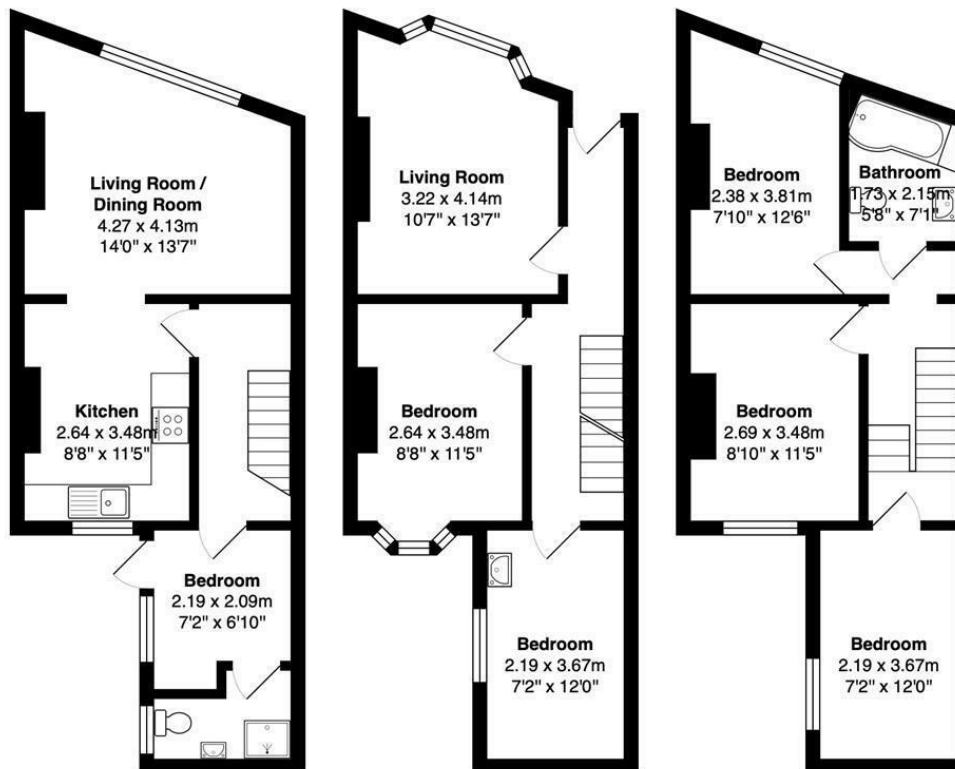 Living Room /
Dining Room
4.27 x 4.13m
14'0" x 13'7"
Kitchen
2.64 x 3.48m
8'8" x 11'5"
Bedroom
2.19 x 2.09m
7'2" x 6'10"
Living Room
3.22 x 4.14m
10'7" x 13'7"
Bedroom
2.64 x 3.48m
8'8" x 11'5"
Bedroom
2.19 x 3.67m
7'2" x 12'0"
Bedroom
2.38 x 3.81m
7'10" x 12'6"
Bathroom
1.73 x 2.15m
5'8" x 7'1"
Bedroom
2.69 x 3.48m
8'10" x 11'5"
Bedroom
2.19 x 3.67m
7'2" x 12'0"